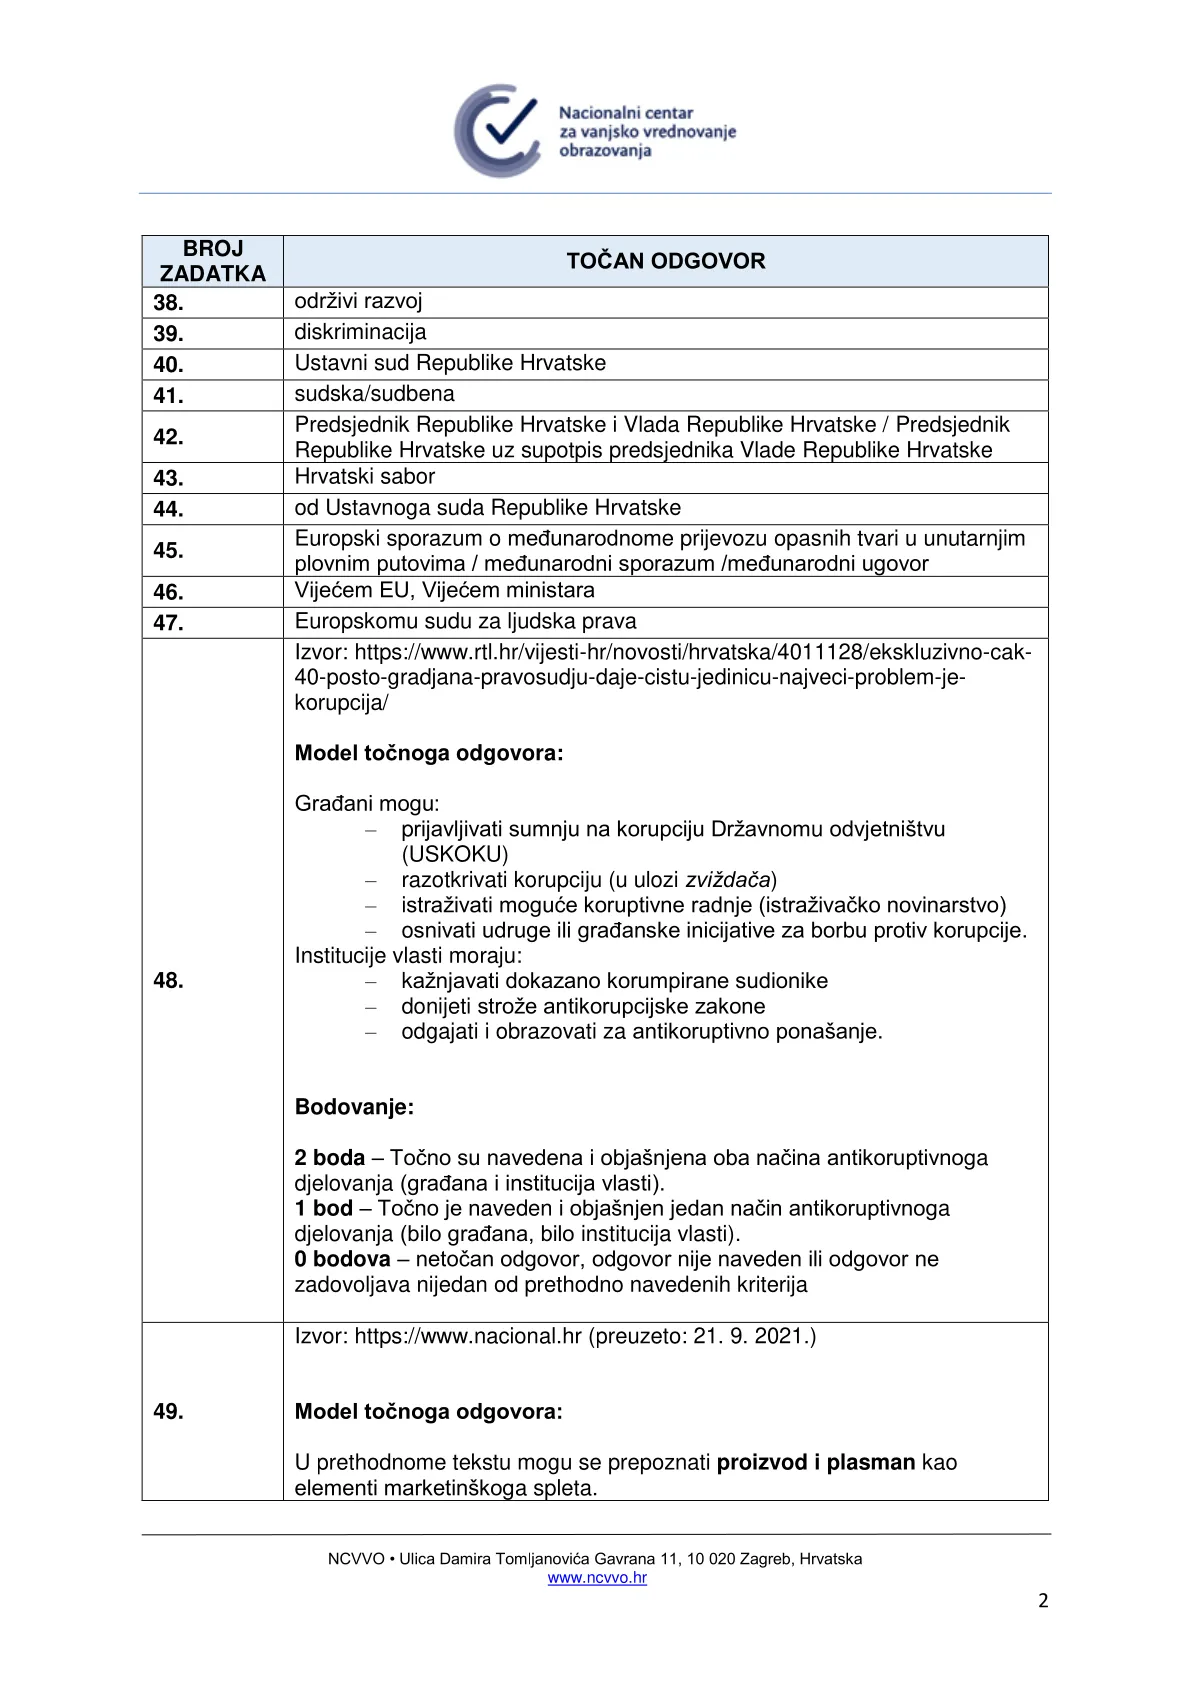 Nacionalni centar
za vanjsko vrednovanje
obrazovanja
BROJ
ZADATKA
TOČAN ODGOVOR
38.
održivi razvoj
39.
diskriminacija
40.
Ustavni sud Republike Hrvatske
41.
sudska/sudbena
42.
Predsjednik Republike Hrvatske i Vlada Republike Hrvatske / Predsjednik
Republike Hrvatske uz supotpis predsjednika Vlade Republike Hrvatske
43.
Hrvatski sabor
44.
od Ustavnoga suda Republike Hrvatske
45.
Europski sporazum o međunarodnome prijevozu opasnih tvari u unutarnjim
plovnim putovima / međunarodni sporazum /međunarodni ugovor
46.
Vijećem EU, Vijećem ministara
47.
Europskomu sudu za ljudska prava
48.
Izvor: https://www.rtl.hr/vijesti-hr/novosti/hrvatska/4011128/ekskluzivno-cak-
40-posto-gradjana-pravosudju-daje-cistu-jedinicu-najveci-problem-je-
korupcija/
Model točnoga odgovora:
Građani mogu:
– prijavljivati sumnju na korupciju Državnomu odvjetništvu
(USKOKU)
– razotkrivati korupciju (u ulozi zviždača)
– istraživati moguće koruptivne radnje (istraživačko novinarstvo)
– osnivati udruge ili građanske inicijative za borbu protiv korupcije.
Institucije vlasti moraju:
– kažnjavati dokazano korumpirane sudionike
– donijeti strože antikorupcijske zakone
– odgajati i obrazovati za antikoruptivno ponašanje.
Bodovanje:
2 boda – Točno su navedena i objašnjena oba načina antikoruptivnoga
djelovanja (građana i institucija vlasti).
1 bod – Točno je naveden i objašnjen jedan način antikoruptivnoga
djelovanja (bilo građana, bilo institucija vlasti).
0 bodova – netočan odgovor, odgovor nije naveden ili odgovor ne
zadovoljava nijedan od prethodno navedenih kriterija
49.
Izvor: https://www.nacional.hr (preuzeto: 21. 9. 2021.)
Model točnoga odgovora:
U prethodnome tekstu mogu se prepoznati proizvod i plasman kao
elementi marketinškoga spleta.
NCVVO • Ulica Damira Tomljanovića Gavrana 11, 10 020 Zagreb, Hrvatska
www.ncvvo.hr
2